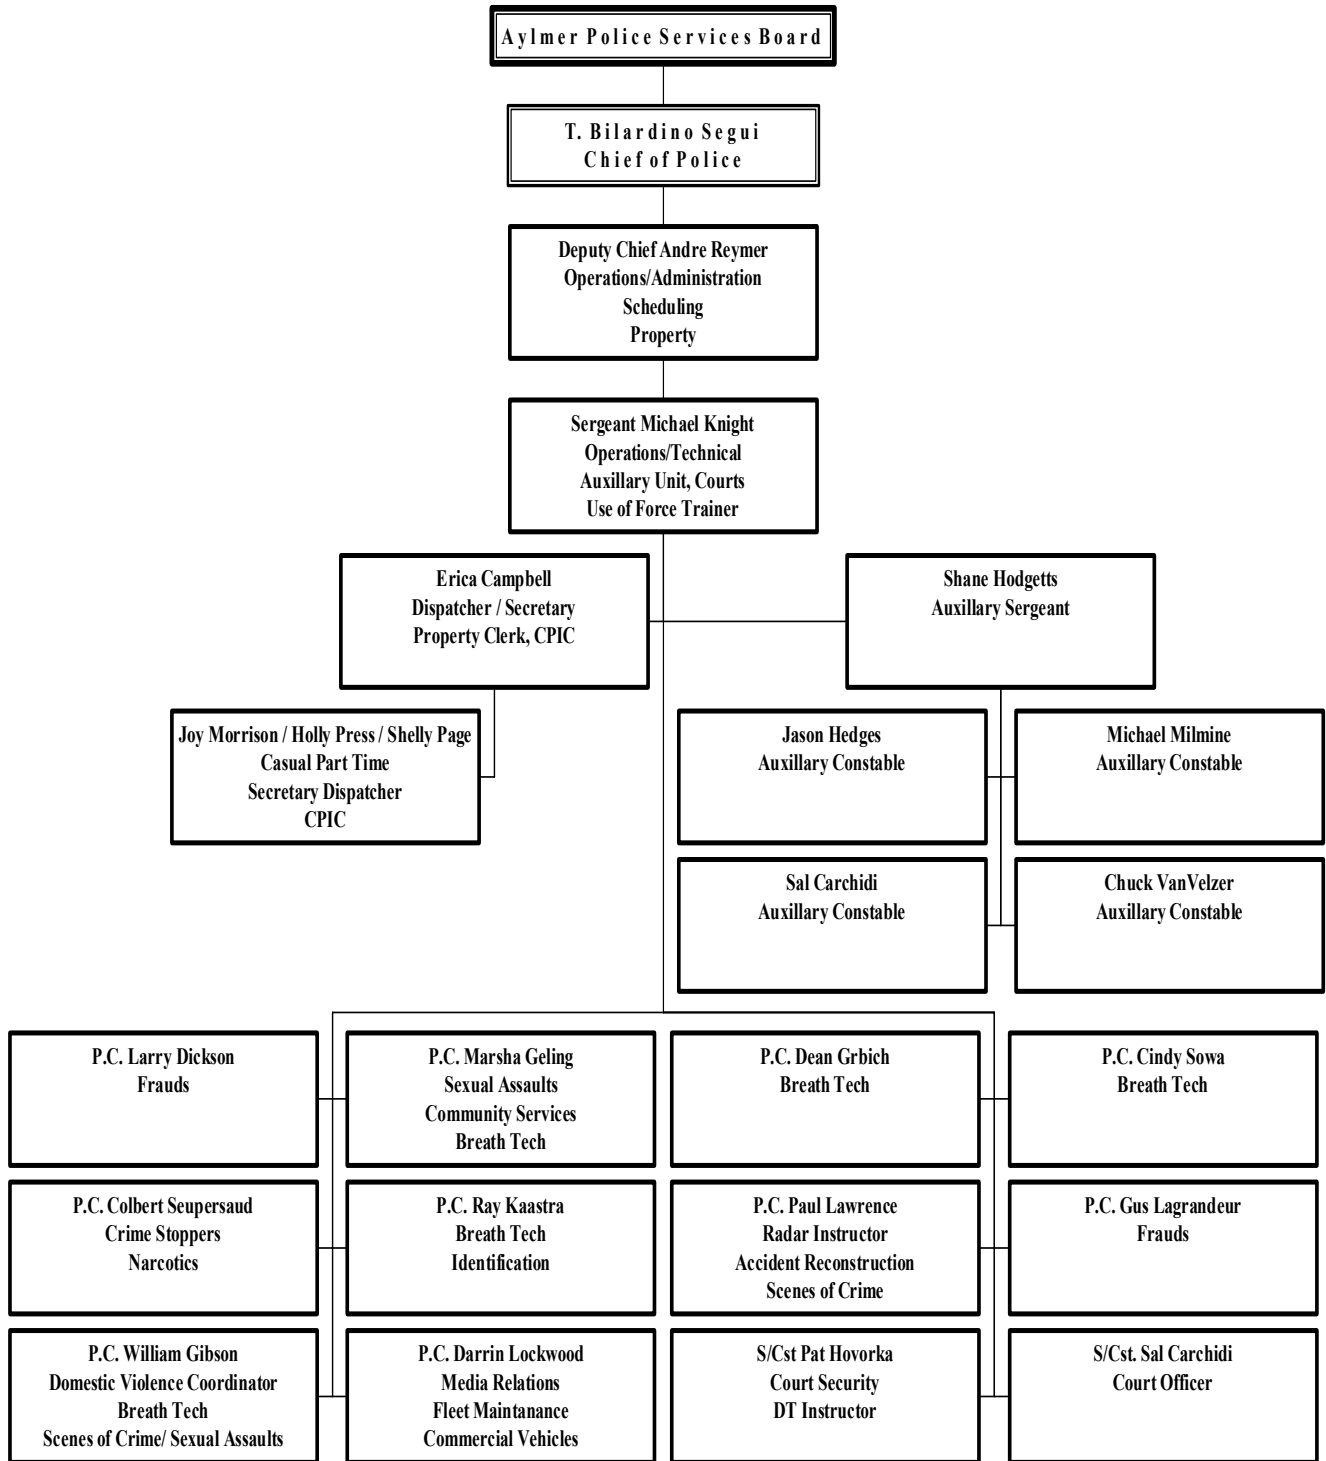 Aylmer Police Services Board
T. Bilardino Segui
Chief of Police
Deputy Chief Andre Reymer
Operations/Administration
Scheduling
Property
Sergeant Michael Knight
Operations/Technical
Auxillary Unit, Courts
Use of Force Trainer
Erica Campbell
Dispatcher / Secretary
Property Clerk, CPIC
Shane Hodgetts
Auxillary Sergeant
Joy Morrison / Holly Press / Shelly Page
Casual Part Time
Secretary Dispatcher
CPIC
Jason Hedges
Auxillary Constable
Michael Milmine
Auxillary Constable
Sal Carchidi
Auxillary Constable
Chuck VanVelzer
Auxillary Constable
P.C. Larry Dickson
Frauds
P.C. Marsha Geling
Sexual Assaults
Community Services
Breath Tech
P.C. Dean Grbich
Breath Tech
P.C. Cindy Sowa
Breath Tech
P.C. Colbert Seupersaud
Crime Stoppers
Narcotics
P.C. Ray Kaastra
Breath Tech
Identification
P.C. Paul Lawrence
Radar Instructor
Accident Reconstruction
Scenes of Crime
P.C. Gus Lagrandeur
Frauds
P.C. William Gibson
Domestic Violence Coordinator
Breath Tech
Scenes of Crime/ Sexual Assaults
P.C. Darrin Lockwood
Media Relations
Fleet Maintanance
Commercial Vehicles
S/Cst Pat Hovorka
Court Security
DT Instructor
S/Cst. Sal Carchidi
Court Officer